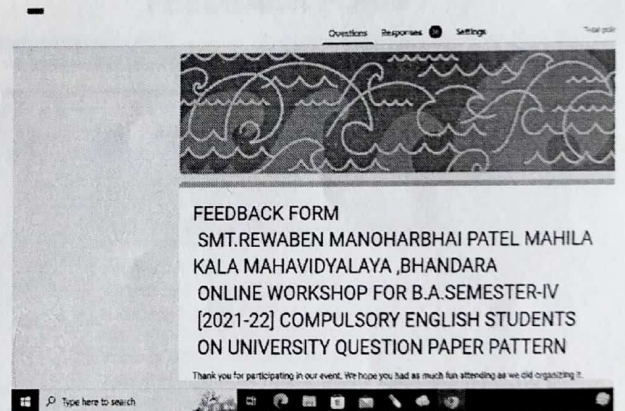 Questions Responses Settings
FEEDBACK FORM
SMT.REWABEN MANOHARBHAI PATEL MAHILA
KALA MAHAVIDYALAYA ,BHANDARA
ONLINE WORKSHOP FOR B.A.SEMESTER-IV
[2021-22] COMPULSORY ENGLISH STUDENTS
ON UNIVERSITY QUESTION PAPER PATTERN
Thank you for participating in our event. We hope you had as much fun attending as we did organizing it.
Type here to search